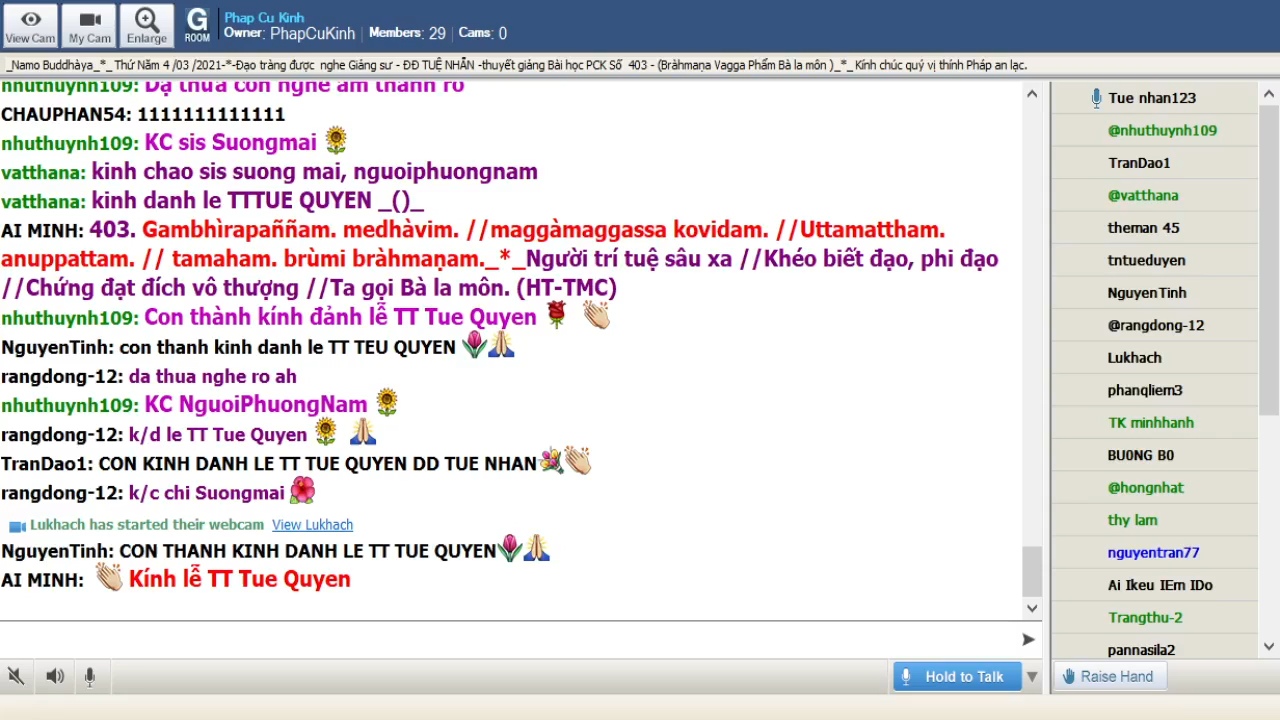 View Cam
My Cam
Enlarge
G
ROOM
Phap Cu Kinh
Owner: PhapCuKinh
Members: 29
Cams: 0
_Namo Buddhàya_*_ Thứ Năm 4 /03 /2021-*-Đạo tràng được nghe Giảng sư - ĐĐ TUỆ NHẪN -thuyết giảng Bài học PCK Số 403 - (Bràhmaṇa Vagga Phẩm Bà la môn )_*_ Kính chúc quý vị thính Pháp an lạc.
nhuthuynh109: Dạ thưa con nghe âm thanh rõ
CHAUPHAN54: 1111111111111
nhuthuynh109: KC sis Suongmai
vatthana: kinh chao sis suong mai, nguoiphuongnam
vatthana: kinh danh le TTTUE QUYEN _()_
AI MINH: 403. Gambhìrapaññam. medhàvim. //maggàmaggassa kovidam. //Uttamattham.
anuppattam. // tamaham. brùmi bràhmaṇam._*_Người trí tuệ sâu xa //Khéo biết đạo, phi đạo
//Chứng đạt đích vô thượng //Ta gọi Bà la môn. (HT-TMC)
nhuthuynh109: Con thành kính đảnh lễ TT Tue Quyen
NguyenTinh: con thanh kinh danh le TT TEU QUYEN
rangdong-12: da thua nghe ro ah
nhuthuynh109: KC NguoiPhuongNam
rangdong-12: k/d le TT Tue Quyen
TranDao1: CON KINH DANH LE TT TUE QUYEN DD TUE NHAN
rangdong-12: k/c chi Suongmai
Lukhach has started their webcam View Lukhach
NguyenTinh: CON THANH KINH DANH LE TT TUE QUYEN
AI MINH: Kính lễ TT Tue Quyen
Hold to Talk
Tue nhan123
@nhuthuynh109
TranDao1
@vatthana
theman 45
tntueduyen
NguyenTinh
@rangdong-12
Lukhach
phanqliem3
TK minhhanh
BU0NG B0
@hongnhat
thy lam
nguyentran77
Ai Ikeu IEm IDo
Trangthu-2
pannasila2
Raise Hand